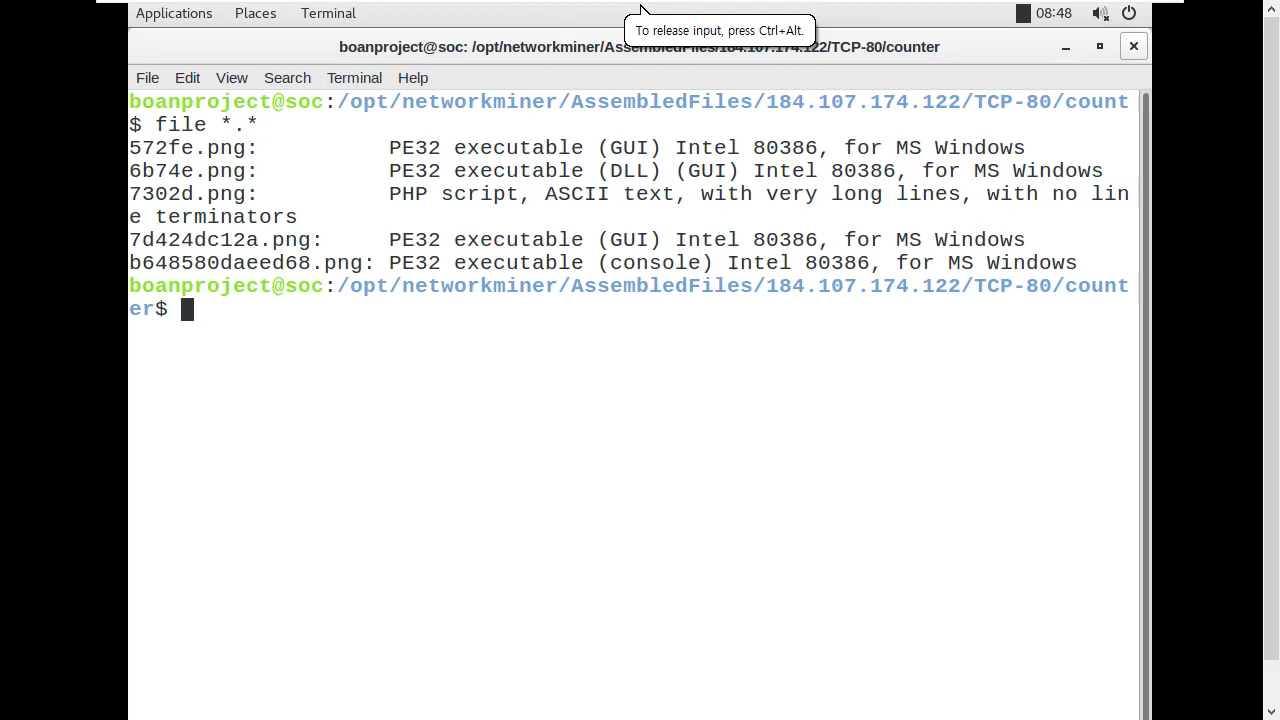 Applications Places Terminal 08:48
To release input, press Ctrl+Alt.
boanproject@soc: /opt/networkminer/AssembledFiles/184.107.174.122/TCP-80/counter
File Edit View Search Terminal Help
boanproject@soc:/opt/networkminer/AssembledFiles/184.107.174.122/TCP-80/count
$ file *.*
572fe.png: PE32 executable (GUI) Intel 80386, for MS Windows
6b74e.png: PE32 executable (DLL) (GUI) Intel 80386, for MS Windows
7302d.png: PHP script, ASCII text, with very long lines, with no lin
e terminators
7d424dc12a.png: PE32 executable (GUI) Intel 80386, for MS Windows
b648580daeed68.png: PE32 executable (console) Intel 80386, for MS Windows
boanproject@soc:/opt/networkminer/AssembledFiles/184.107.174.122/TCP-80/count
er$